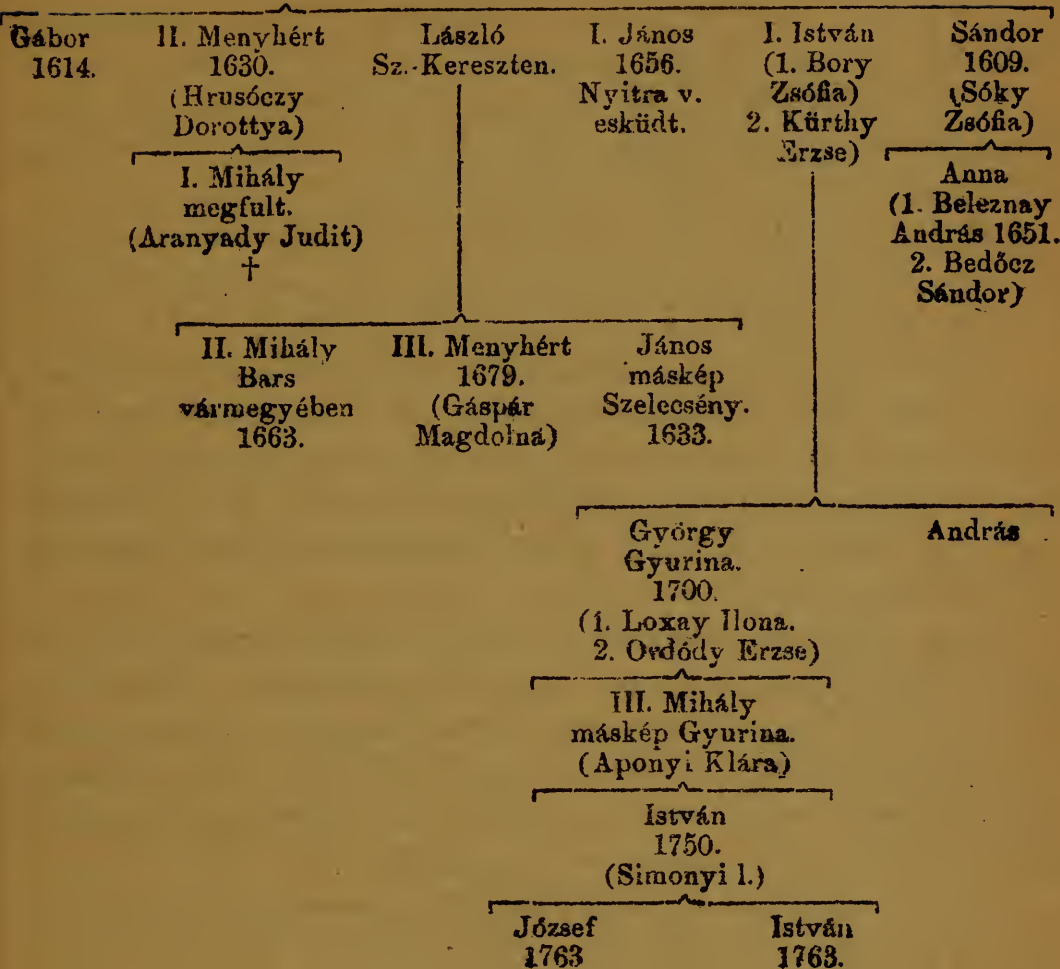 Gábor
1614.
II. Menyhért
1630.
(Hrusóczy
Dorottya)
László
Sz.-Kereszten.
I. János
1656.
Nyitra v.
esküdt.
I. István
(1. Bory
Zsófia)
2. Kürthy
Erzse)
Sándor
1609.
(Sóky
Zsófia)
I. Mihály
megfult.
(Aranyady Judit)
†
Anna
(1. Beleznay
András 1651.
2. Bedőcz
Sándor)
II. Mihály
Bars
vármegyében
1663.
III. Menyhért
1679.
(Gáspár
Magdolna)
János
máskép
Szelecsény.
1633.
György
Gyurina.
1700.
(1. Loxay Ilona.
2. Ordódy Erzse)
András
III. Mihály
máskép Gyurina.
(Aponyi Klára)
István
1750.
(Simonyi l.)
József
1763
István
1763.